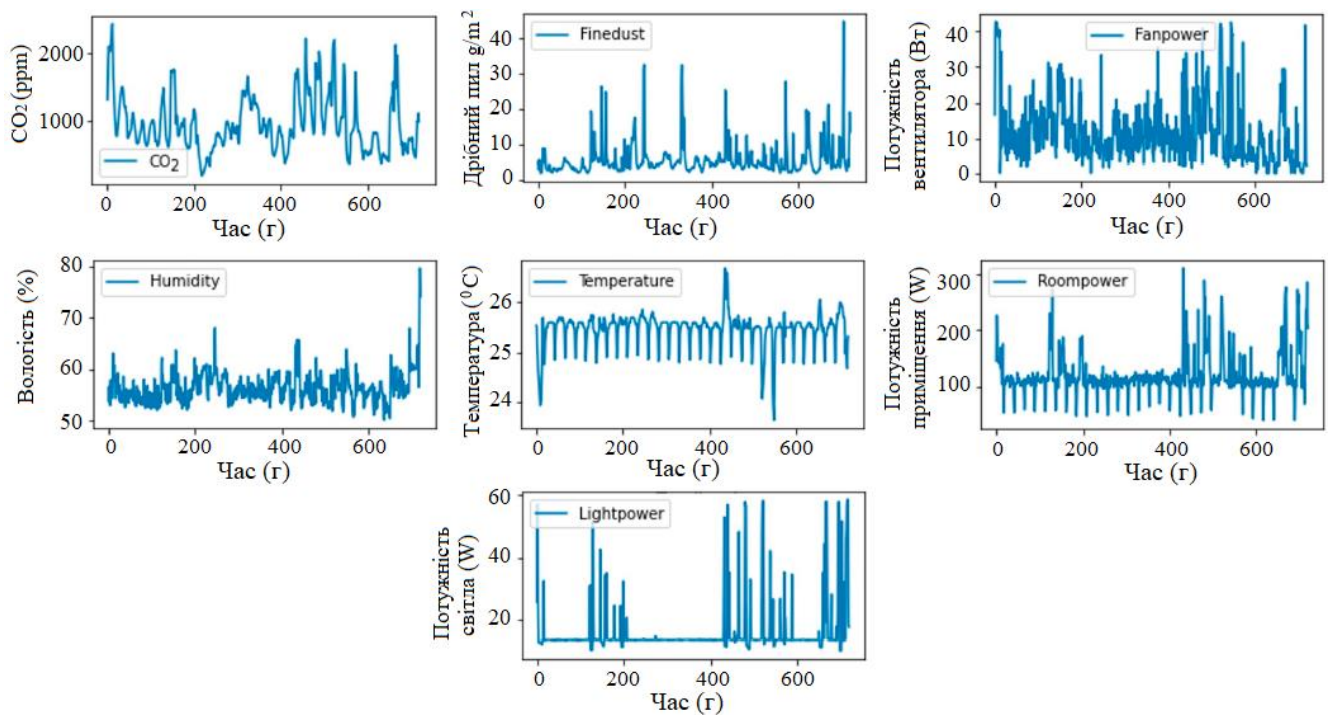 CO₂ (ppm)
2000
1000
CO₂
0
200
400
600
Час (г)
Дрібний пил g/m²
40
30
20
10
0
Finedust
0
200
400
600
Час (г)
Потужність
вентилятора (Вт)
40
30
20
10
0
Fanpower
0
200
400
600
Час (г)
Вологість (%)
80
70
60
50
Humidity
0
200
400
600
Час (г)
Температура (⁰C)
26
25
24
Temperature
0
200
400
600
Час (г)
Потужність
приміщення (W)
300
200
100
Roompower
0
200
400
600
Час (г)
Потужність
світла (W)
60
40
20
Lightpower
0
200
400
600
Час (г)